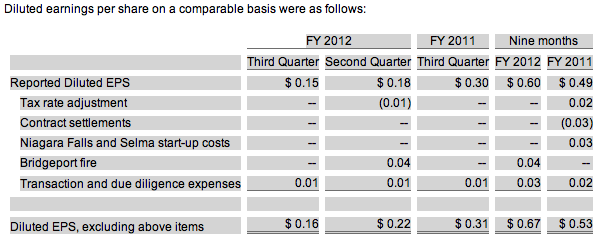 Diluted earnings per share on a comparable basis were as follows:
FY 2012 FY 2011 Nine months
Third Quarter Second Quarter Third Quarter FY 2012 FY 2011
Reported Diluted EPS $ 0.15 $ 0.18 $ 0.30 $ 0.60 $ 0.49
Tax rate adjustment -- (0.01) -- -- 0.02
Contract settlements -- -- -- -- (0.03)
Niagara Falls and Selma start-up costs -- -- -- -- 0.03
Bridgeport fire -- 0.04 -- 0.04 --
Transaction and due diligence expenses 0.01 0.01 0.01 0.03 0.02
Diluted EPS, excluding above items $ 0.16 $ 0.22 $ 0.31 $ 0.67 $ 0.53